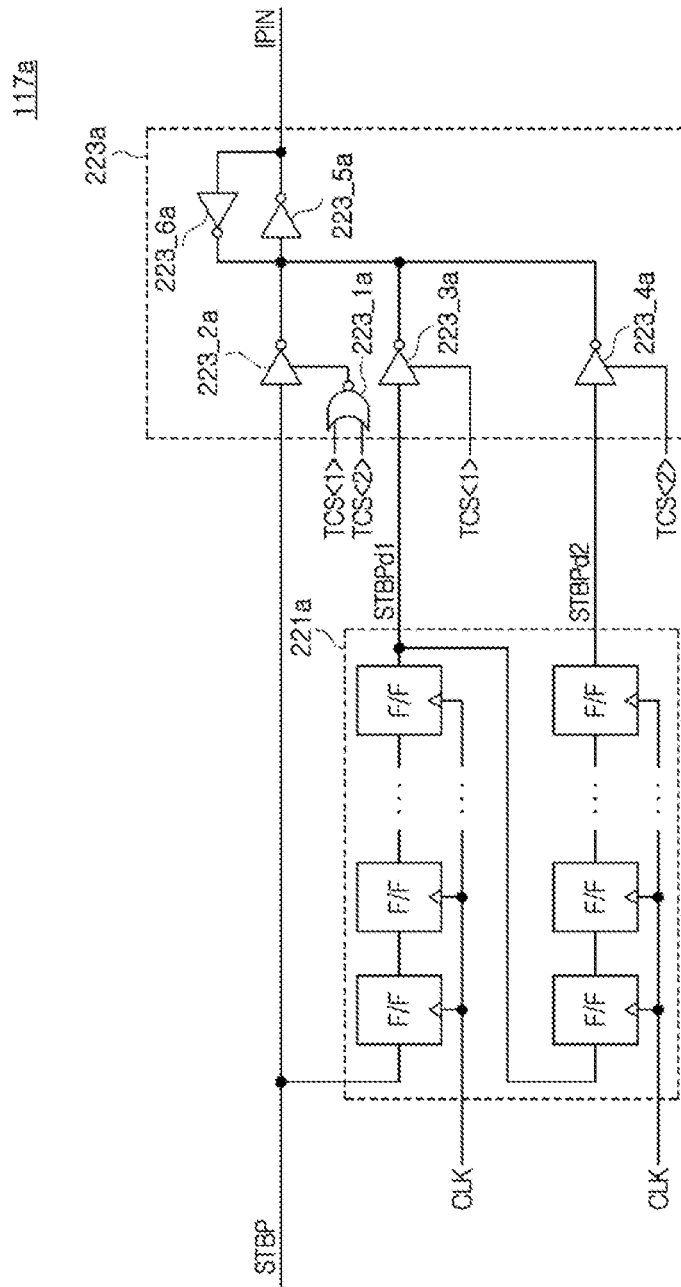 117a
223a
STBP
IPIN
223_6a
223_5a
223_2a
223_1a
TCS<1>
TCS<2>
221a
STBPd1
223_3a
F/F
F/F
...
F/F
CLK
...
TCS<1>
STBPd2
223_4a
F/F
F/F
...
F/F
CLK
...
TCS<2>